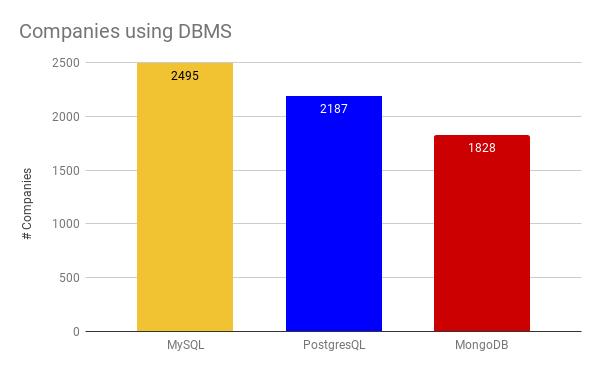 Companies using DBMS
# Companies
2500
2000
1500
1000
500
0
2495
2187
1828
MySQL
PostgresQL
MongoDB